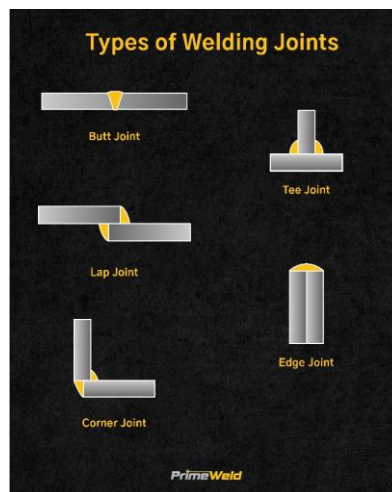 Types of Welding Joints
Butt Joint
Tee Joint
Lap Joint
Edge Joint
Corner Joint
PrimeWeld